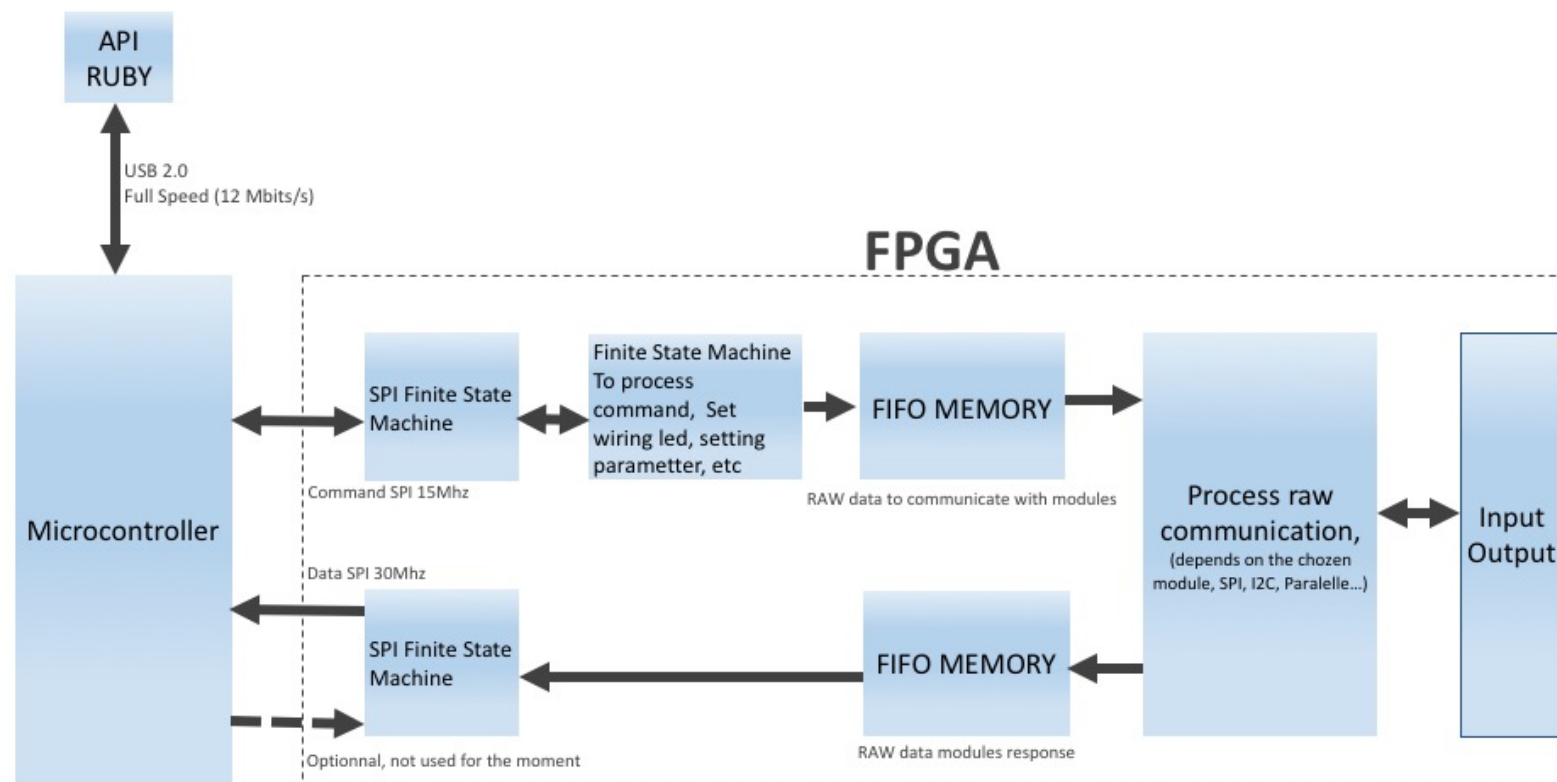 API
RUBY
USB 2.0
Full Speed (12 Mbits/s)
FPGA
Microcontroller
SPI Finite State
Machine
Command SPI 15Mhz
Finite State Machine
To process
command, Set
wiring led, setting
parametter, etc
FIFO MEMORY
RAW data to communicate with modules
Process raw
communication,
(depends on the chozen
module, SPI, I2C, Paralelle...)
Input
Output
Data SPI 30Mhz
SPI Finite State
Machine
Optionnal, not used for the moment
FIFO MEMORY
RAW data modules response